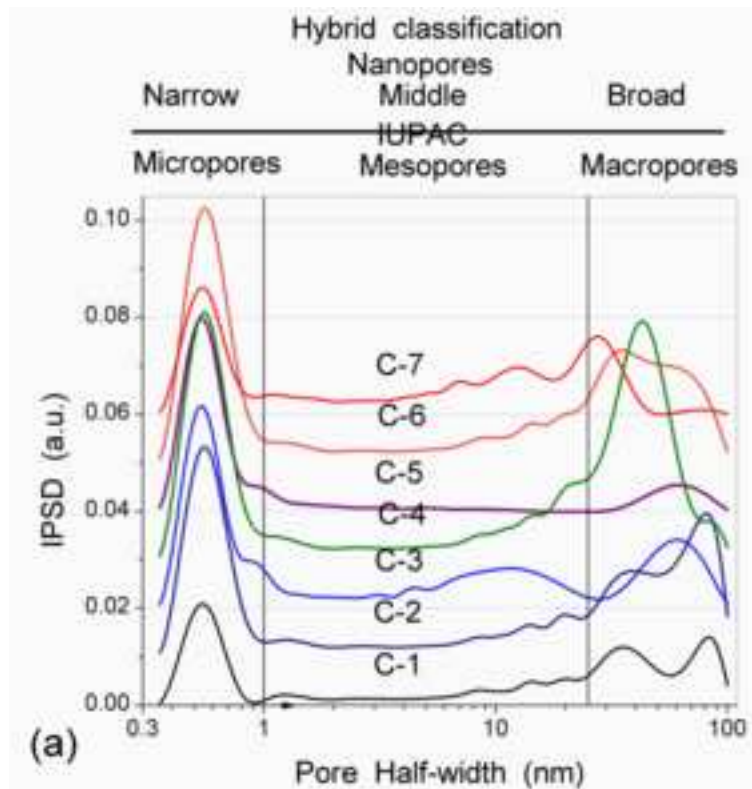 Hybrid classification
Nanopores
Narrow Middle Broad
IUPAC
Micropores Mesopores Macropores
0.10
0.08
0.06
0.04
0.02
0.00
IPSD (a.u.)
C-7
C-6
C-5
C-4
C-3
C-2
C-1
0.3 1 10 100
(a)
Pore Half-width (nm)